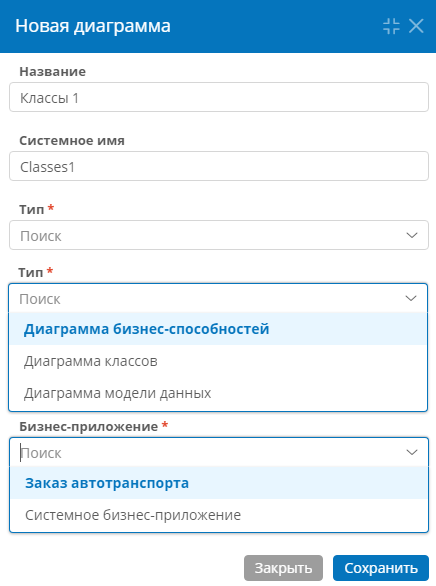 Новая диаграмма
Название
Классы 1
Системное имя
Classes1
Тип *
Поиск
Тип *
Поиск
Диаграмма бизнес-способностей
Диаграмма классов
Диаграмма модели данных
Бизнес-приложение *
Поиск
Заказ автотранспорта
Системное бизнес-приложение
Закрыть Сохранить